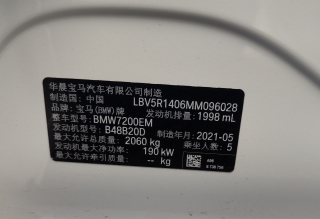 华晨宝马汽车有限公司制造
制造国: 中国 LBV5R1406MM096028
品牌: 宝马(BMW)牌 发动机排量: 1998 mL
整车型号: BMW7200EM
发动机型号: B48B20D 制造年月: 2021-05
最大允许总质量: 2060 kg 乘坐人数: 5
发动机最大净功率: 190 kW
最大允许牵引质量: -- kg